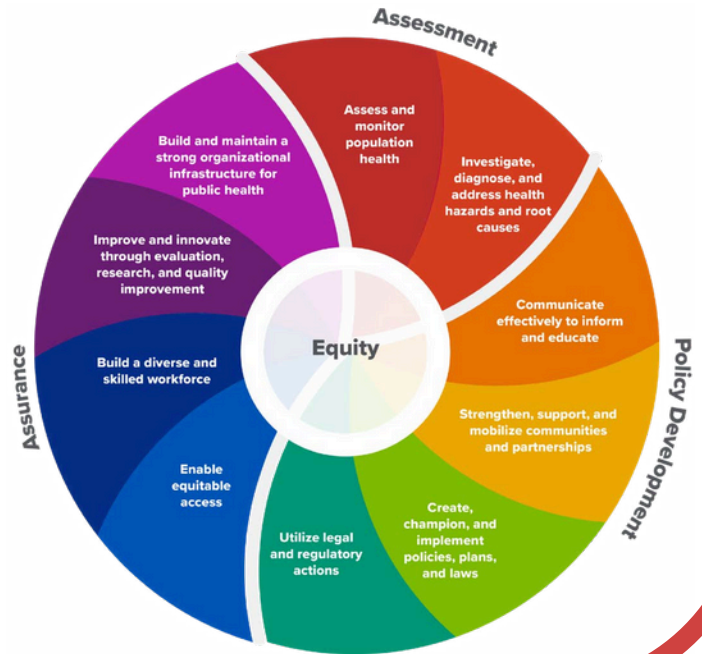 Assessment
Assess and
monitor
population
health
Investigate,
diagnose, and
address health
hazards and root
causes
Policy Development
Communicate
effectively to inform
and educate
Strengthen, support, and
mobilize communities
and partnerships
Create,
champion, and
implement
policies, plans,
and laws
Utilize legal
and regulatory
actions
Assurance
Enable
equitable
access
Build a diverse and
skilled workforce
Improve and innovate
through evaluation,
research, and quality
improvement
Build and maintain a
strong organizational
infrastructure for
public health
Equity